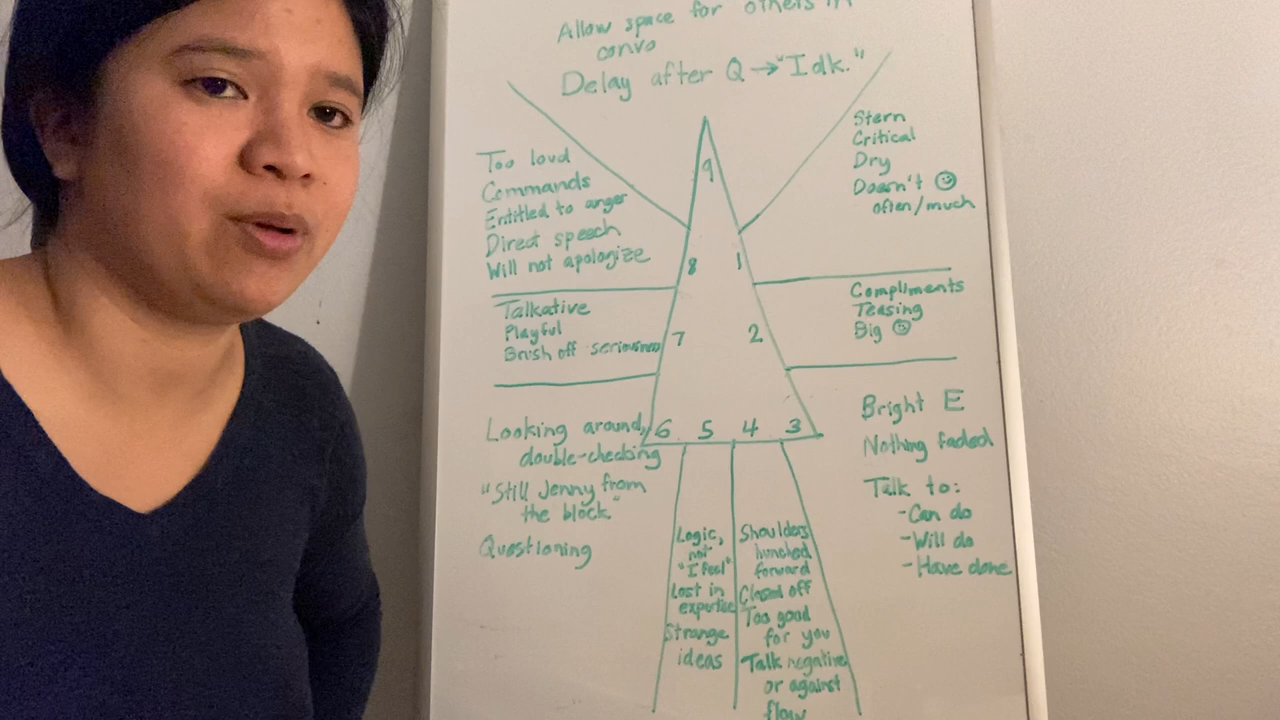 Allow space for others in
convo
Delay after Q → "Idk."
Too loud
Commands
Entitled to anger
Direct speech
Will not apologize
Stern
Critical
Dry
Doesn't ☺
often/much
9
8
1
Talkative
Playful
Brush off seriousness
Compliments
Teasing
Big ☺
7
2
Looking around,
double-checking
"Still Jenny from
the block"
Questioning
6 5 4 3
Bright E
Nothing faded
Talk to:
-Can do
-Will do
-Have done
Logic,
not
"I feel"
Lost in
expertise
Strange
ideas
Shoulders
hunched
forward
Closed off
Too good
for you
Talk negative
or against
flow